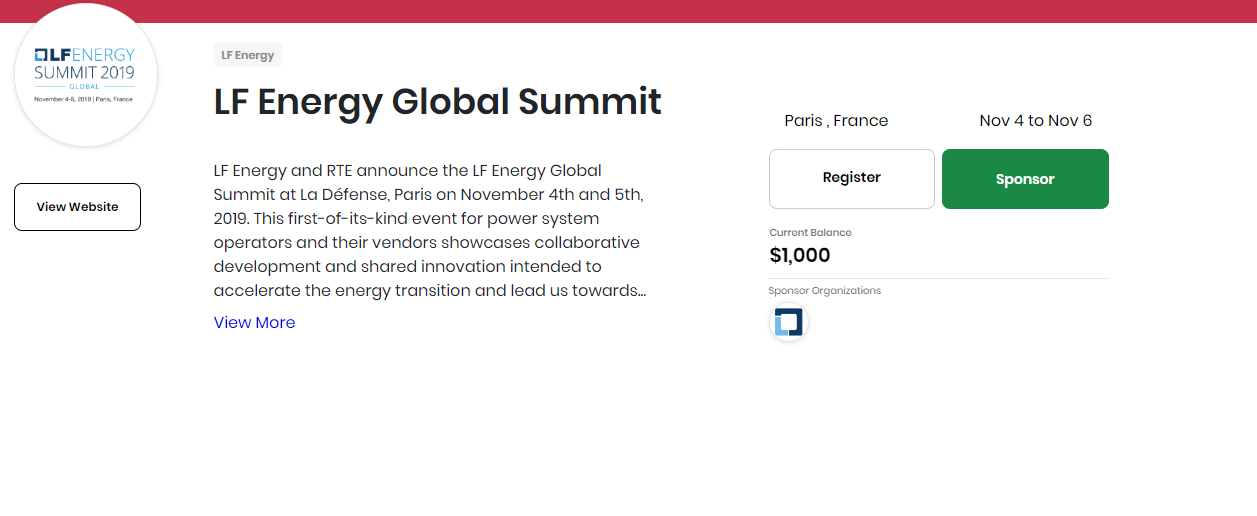 LFENERGY
SUMMIT 2019
GLOBAL
November 4-5, 2019 | Paris, France
View Website
LF Energy
LF Energy Global Summit
LF Energy and RTE announce the LF Energy Global
Summit at La Défense, Paris on November 4th and 5th,
2019. This first-of-its-kind event for power system
operators and their vendors showcases collaborative
development and shared innovation intended to
accelerate the energy transition and lead us towards...
View More
Paris , France
Nov 4 to Nov 6
Register
Sponsor
Current Balance
$1,000
Sponsor Organizations